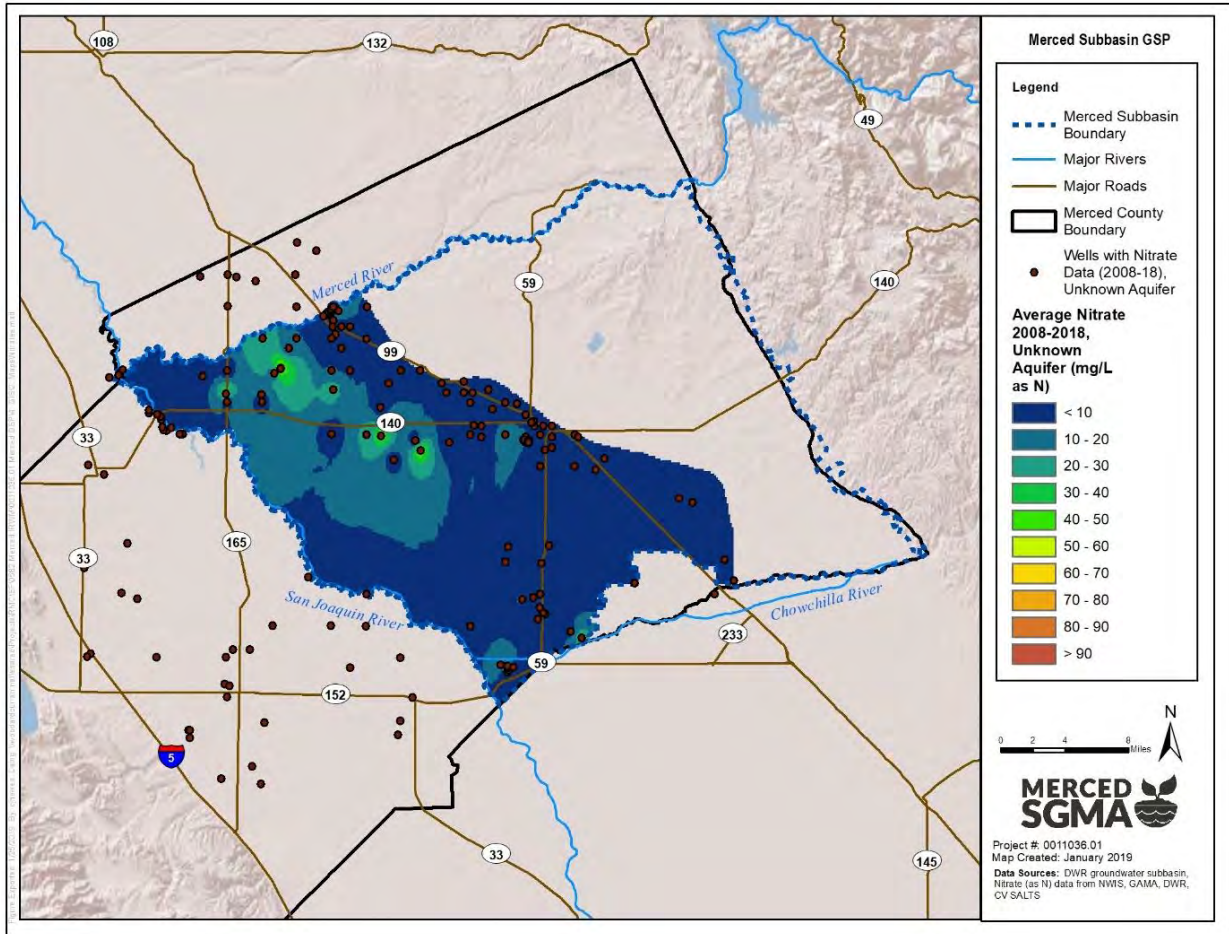 Merced Subbasin GSP
Legend
Merced Subbasin
Boundary
Major Rivers
Major Roads
Merced County
Boundary
Wells with Nitrate
Data (2008-18),
Unknown Aquifer
Average Nitrate
2008-2018,
Unknown
Aquifer (mg/L
as N)
< 10
10 - 20
20 - 30
30 - 40
40 - 50
50 - 60
60 - 70
70 - 80
80 - 90
> 90
N
0 2 4 8
Miles
MERCED
SGMA
Project #: 0011036.01
Map Created: January 2019
Data Sources: DWR groundwater subbasin,
Nitrate (as N) data from NWIS, GAMA, DWR,
CV SALTS
108
132
49
140
59
Merced River
99
140
33
165
33
San Joaquin River
Chowchilla River
233
59
152
5
33
145